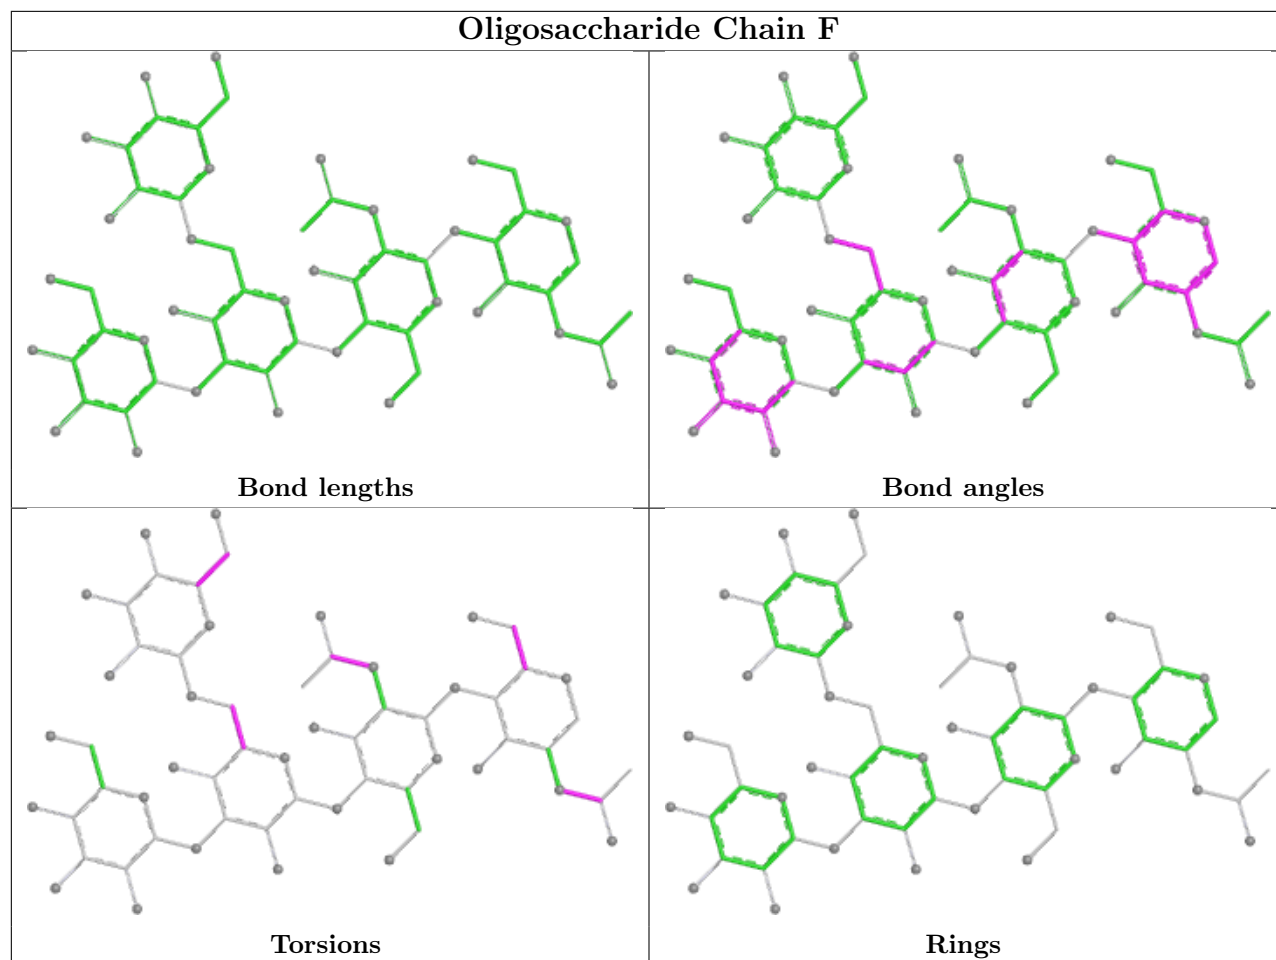 Oligosaccharide Chain F
Bond lengths
Bond angles
Torsions
Rings